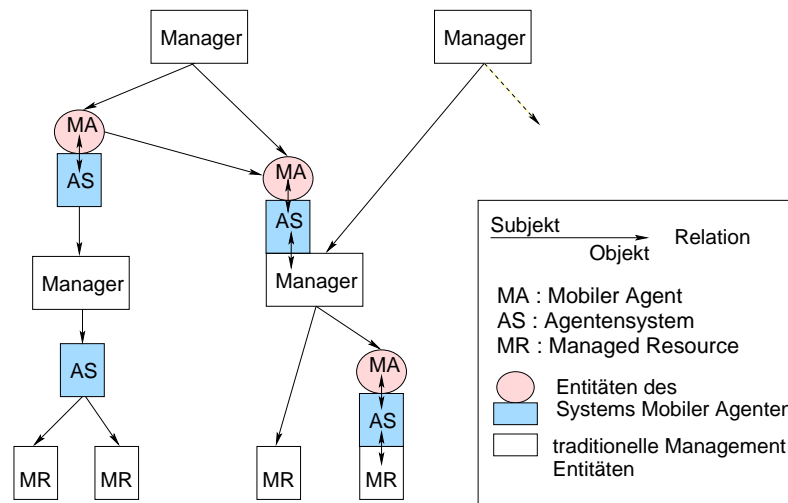 Manager
Manager
MA
MA
AS
AS
Manager
Manager
AS
MA
AS
MR
MR
MR
MR
Subjekt
Objekt
Relation
MA : Mobiler Agent
AS : Agentensystem
MR : Managed Resource
Entitäten des
Systems Mobiler Agenten
traditionelle Management
Entitäten